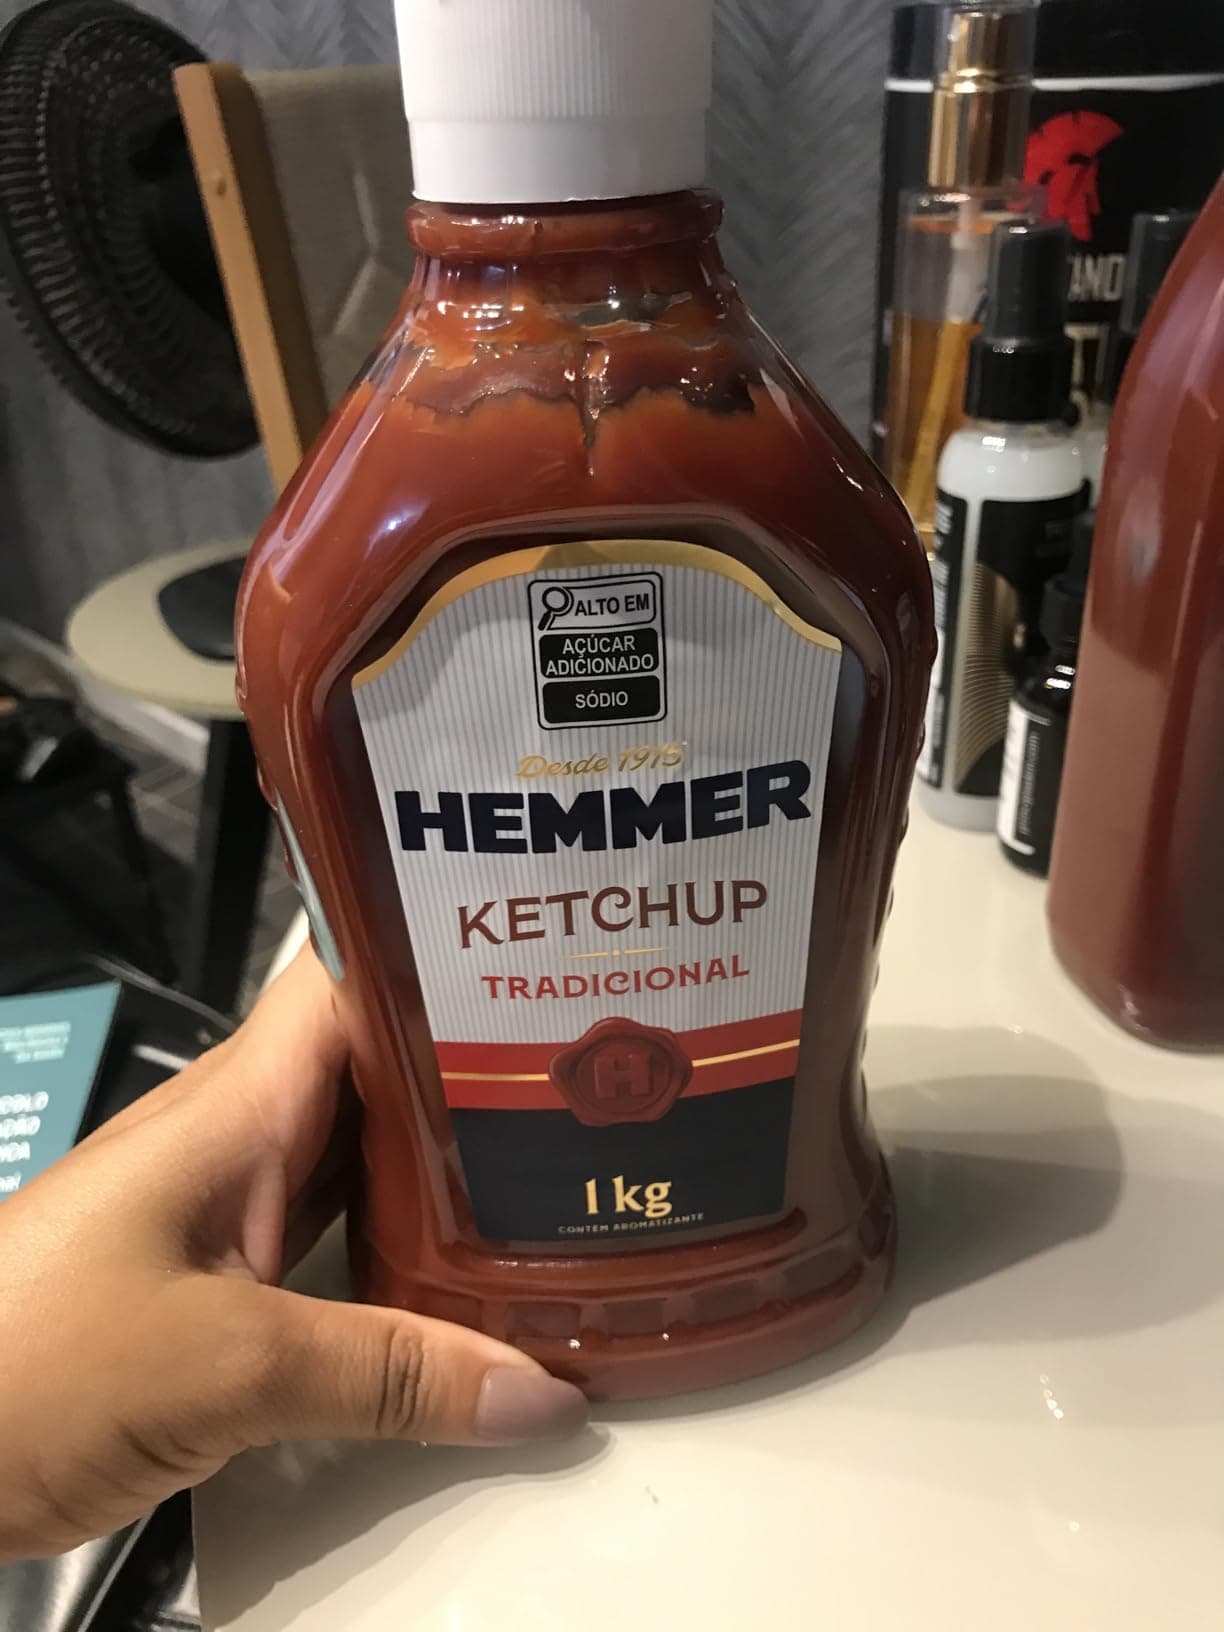 ALTO EM
AÇÚCAR
ADICIONADO
SÓDIO
Desde 1915
HEMMER
KETCHUP
TRADICIONAL
H
1 kg
CONTÉM AROMATIZANTE